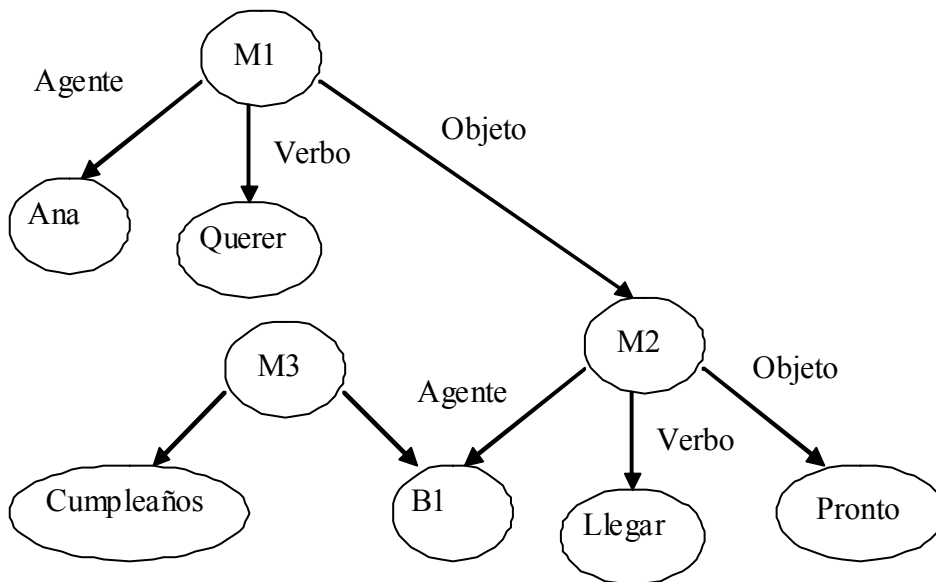 M1
Agente
Objeto
Verbo
Ana
Querer
M2
M3
Objeto
Agente
Verbo
Cumpleaños
B1
Llegar
Pronto